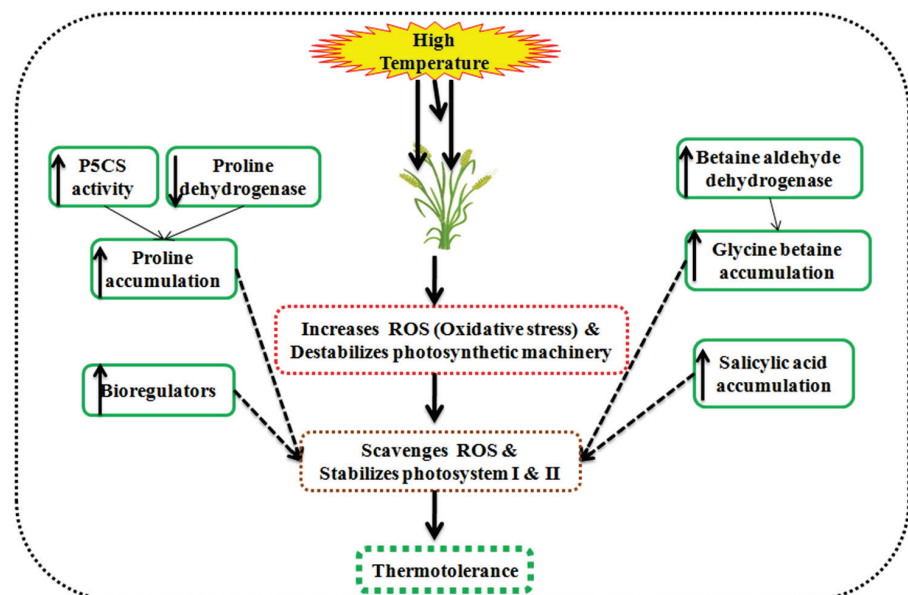 High
Temperature
P5CS
activity
Proline
dehydrogenase
Betaine aldehyde
dehydrogenase
Proline
accumulation
Glycine betaine
accumulation
Increases ROS (Oxidative stress) &
Destabilizes photosynthetic machinery
Bioregulators
Salicylic acid
accumulation
Scavenges ROS &
Stabilizes photosystem I & II
Thermotolerance